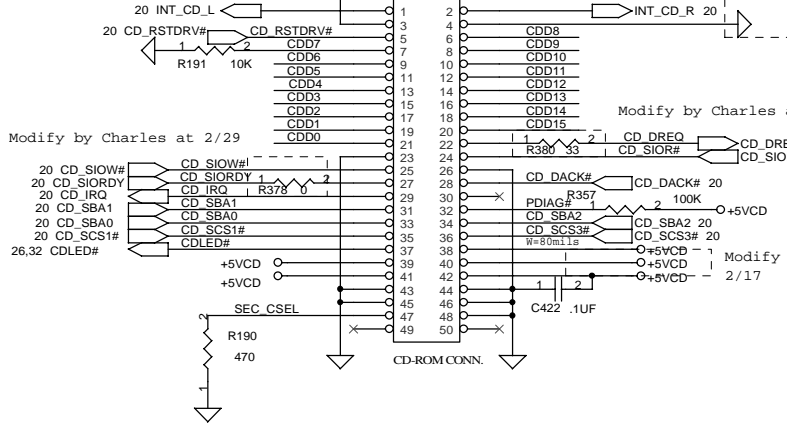 20 INT_CD_L 1 2 INT_CD_R 20
3 4
20 CD_RSTDRV# CD_RSTDRV# 5 6 CDD8
1 2 CDD7 7 8 CDD9
R191 10K CDD6 9 10 CDD10
CDD5 11 12 CDD11
CDD4 13 14 CDD12
CDD3 15 16 CDD13
CDD2 17 18 CDD14
CDD1 19 20 CDD15
Modify by Charles at 2/29
Modify by Charles
CDD0 21 22 1 2 CD_DREQ
R380 33
23 24 CD_SIOR# CD_SIO
20 CD_SIOW# CD_SIOW# 25 26
20 CD_SIORDY CD_SIORDY 1 2 27 28 CD_DACK# CD_DACK# 20
R378 0
20 CD_IRQ CD_IRQ 29 30 R357
20 CD_SBA1 CD_SBA1 31 32 PDIAG# 1 2 +5VCD
100K
20 CD_SBA0 CD_SBA0 33 34 CD_SBA2 CD_SBA2 20
20 CD_SCS1# CD_SCS1# 35 36 CD_SCS3# CD_SCS3# 20
26,32 CDLED# CDLED# 37 38 W=80mils +5VCD
+5VCD 39 40 +5VCD
+5VCD 41 42 +5VCD
Modify
2/17
43 44 1 2
C422 .1UF
45 46
SEC_CSEL 47 48
49 50
2
R190
470
1
CD-ROM CONN.